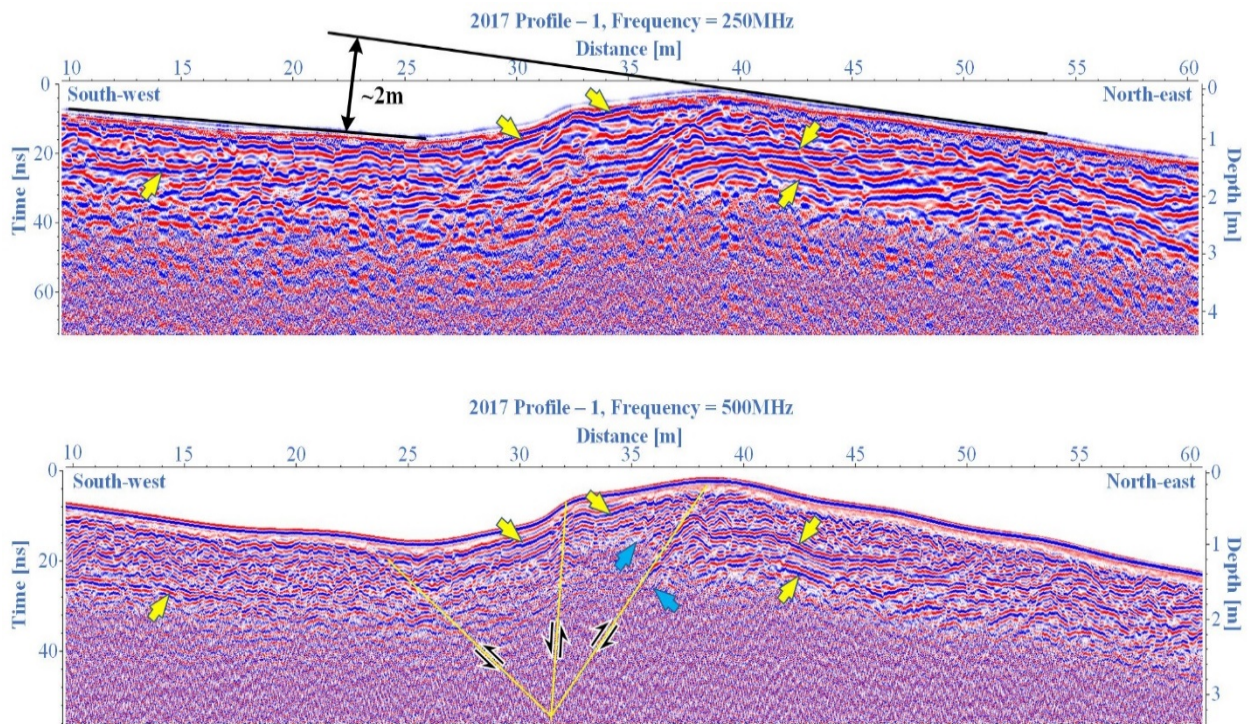 2017 Profile – 1, Frequency = 250MHz
Distance [m]
10 15 20 25 30 35 40 45 50 55 60
South-west
North-east
~2m
Time [ns]
0
20
40
60
Depth [m]
0
1
2
3
4
2017 Profile – 1, Frequency = 500MHz
Distance [m]
10 15 20 25 30 35 40 45 50 55 60
South-west
North-east
Time [ns]
0
20
40
Depth [m]
0
1
2
3